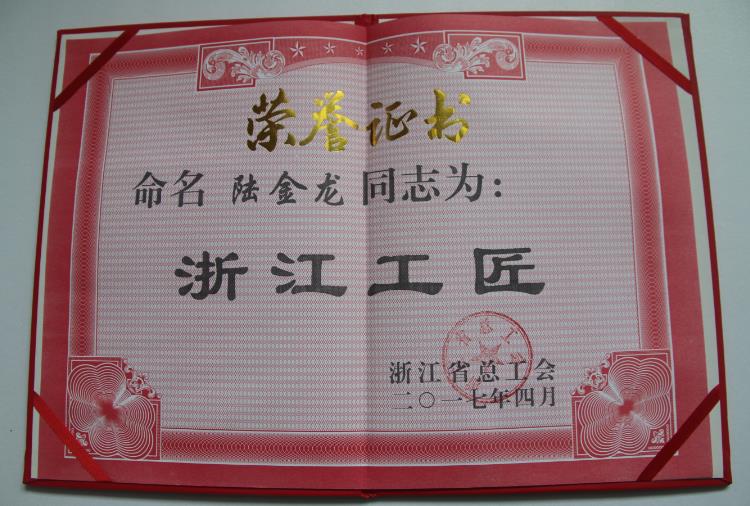 荣誉证书
命名 陆金龙 同志为:
浙江工匠
浙江省总工会
二〇一七年四月